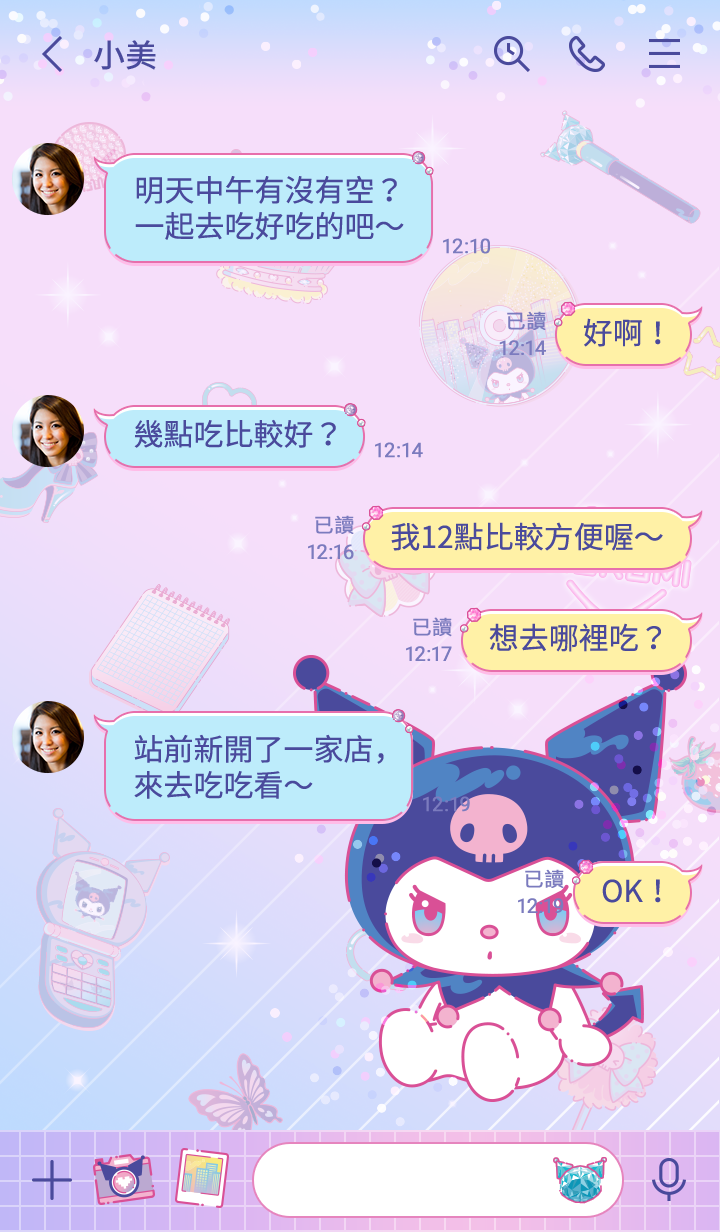 小美
明天中午有沒有空？
一起去吃好吃的吧～
12:10
已讀
12:14
好啊！
幾點吃比較好？
12:14
已讀
12:16
我12點比較方便喔～
已讀
12:17
想去哪裡吃？
站前新開了一家店，
來去吃吃看～
12:19
已讀
12:19
OK！